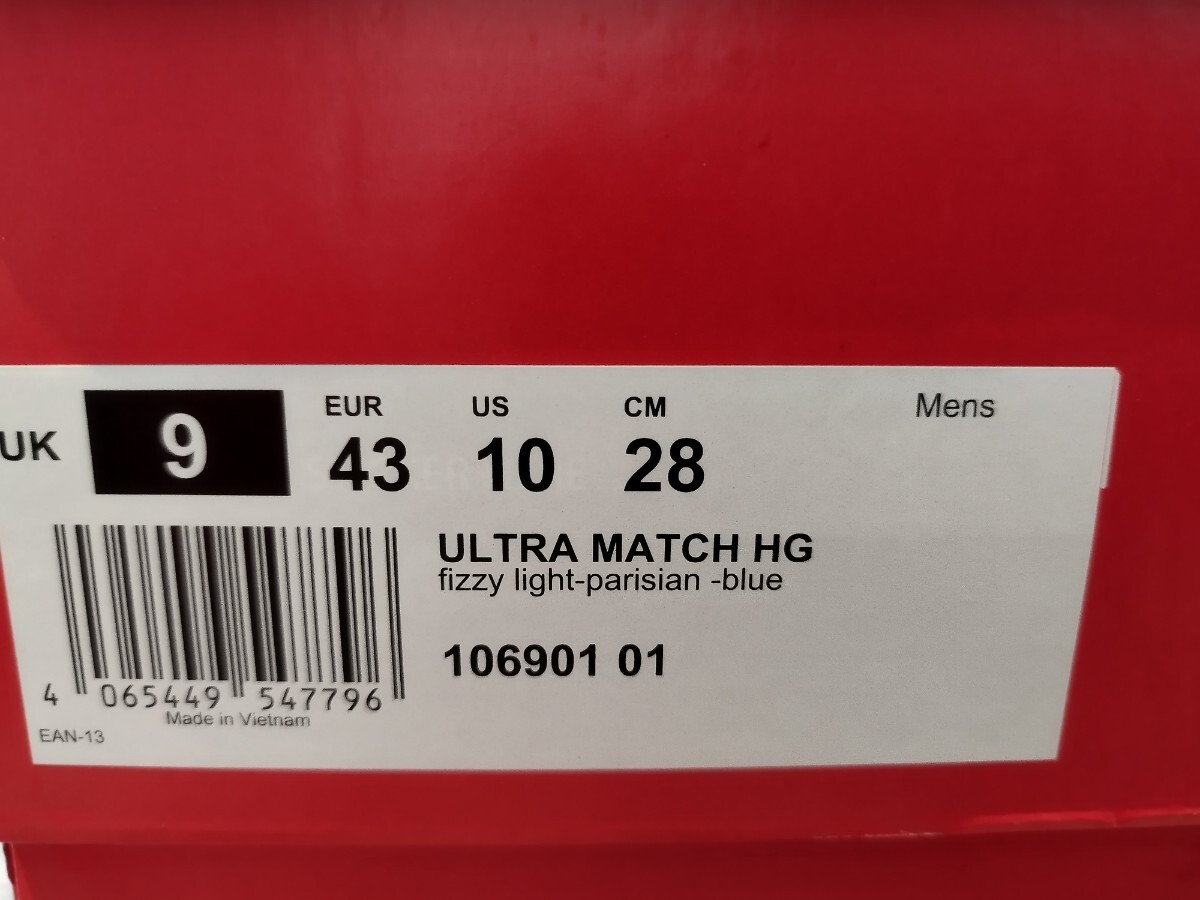 EUR US CM Mens
UK 9 43 10 28
ULTRA MATCH HG
fizzy light-parisian -blue
106901 01
4 065449 547796
Made in Vietnam
EAN-13